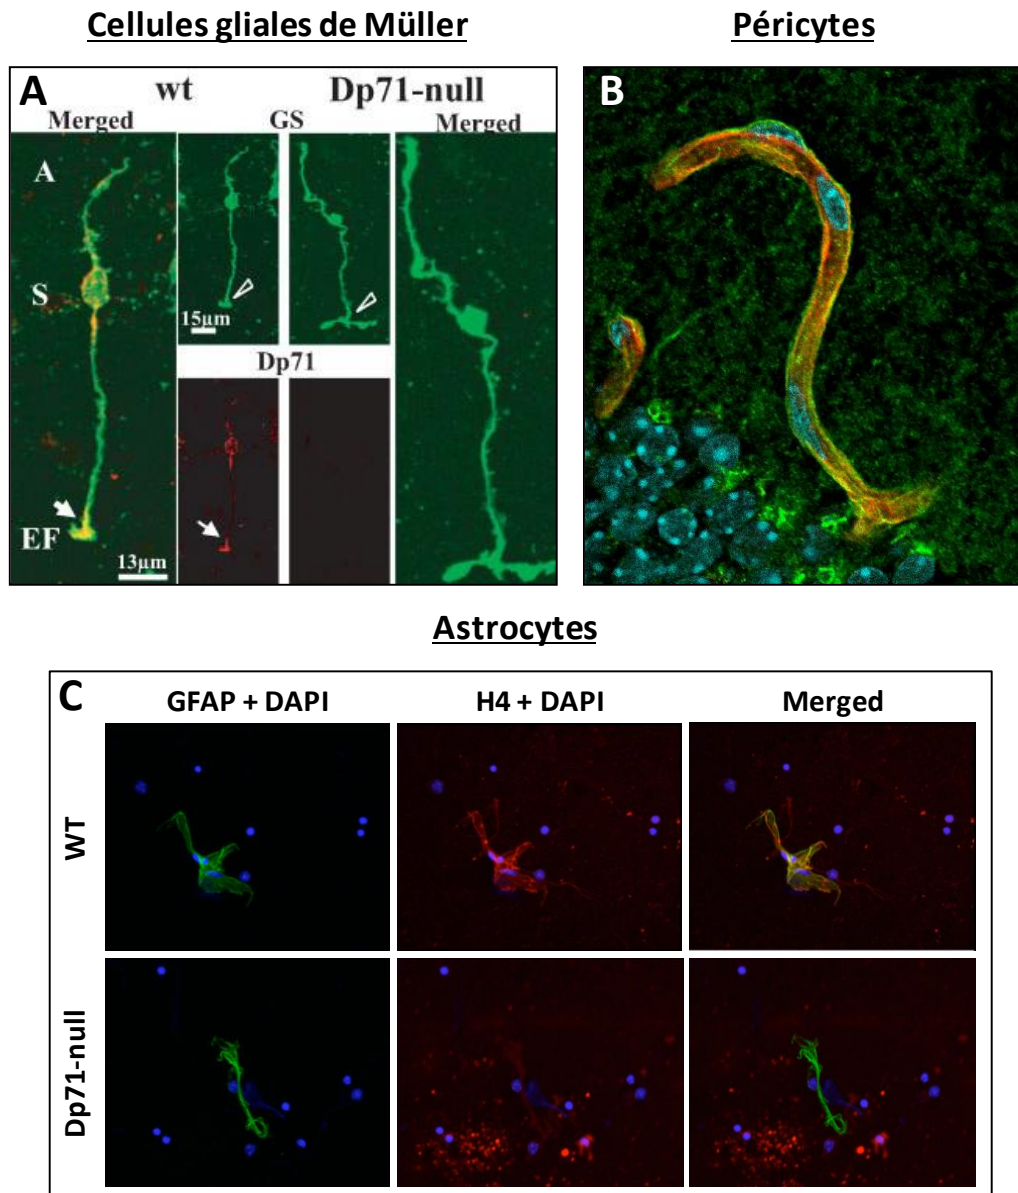 Cellules gliales de Müller
Péricytes
A
wt
Dp71-null
Merged
GS
Merged
A
S
15µm
Dp71
EF
13µm
B
Astrocytes
C
GFAP + DAPI
H4 + DAPI
Merged
WT
Dp71-null